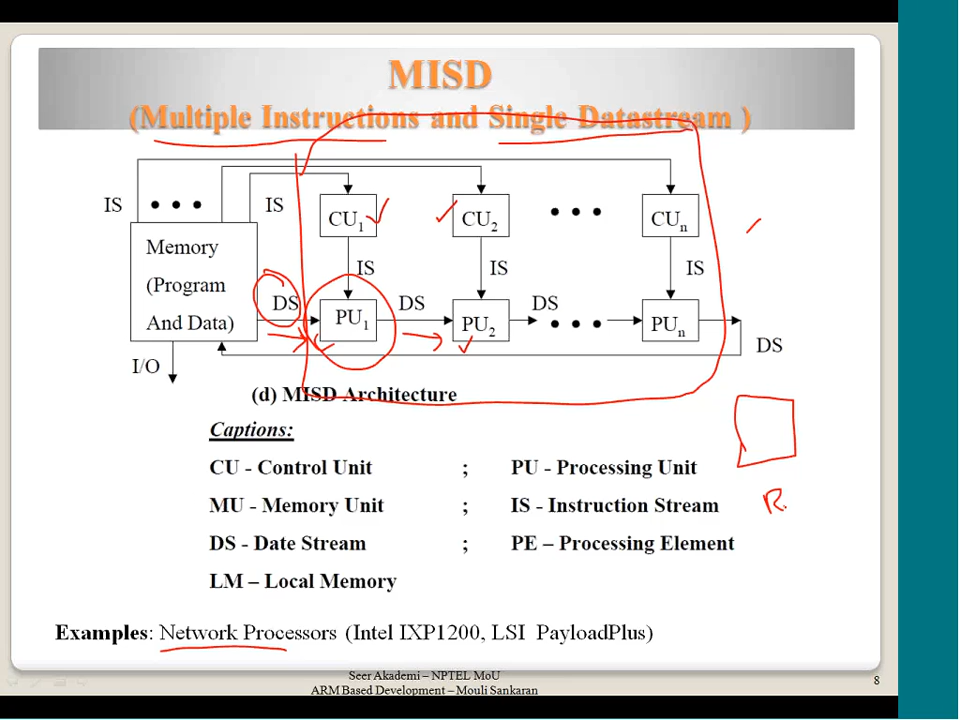 MISD
(Multiple Instructions and Single Datastream )
IS • • • IS
CU1 CU2 • • • CUn
Memory
(Program
And Data)
IS IS IS
DS PU1 DS PU2 DS • • • PUn DS
I/O
(d) MISD Architecture
Captions:
CU - Control Unit ; PU - Processing Unit
MU - Memory Unit ; IS - Instruction Stream
DS - Date Stream ; PE – Processing Element
LM – Local Memory
R
Examples: Network Processors (Intel IXP1200, LSI PayloadPlus)
Seer Akademi – NPTEL MoU
ARM Based Development – Mouli Sankaran
8